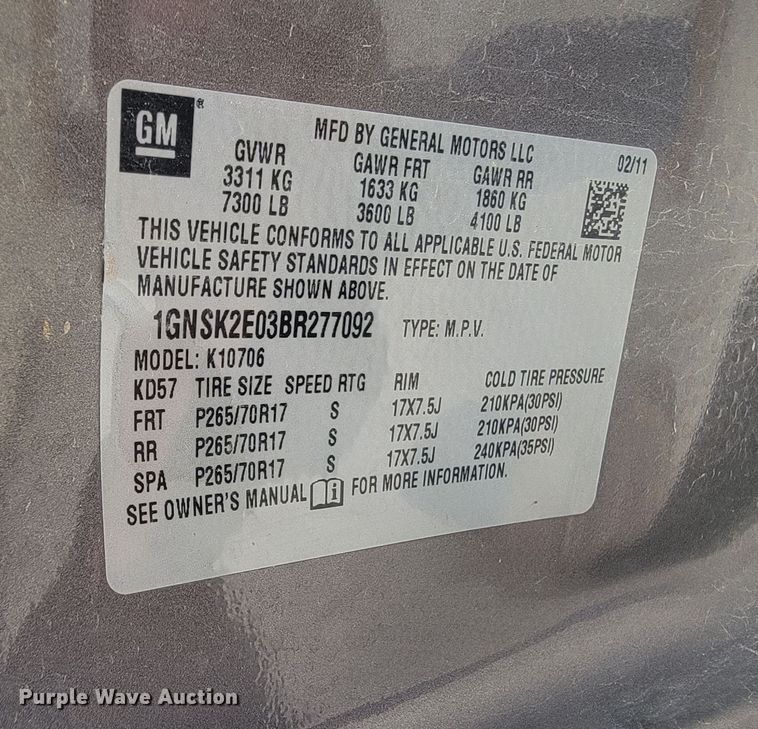 GM ®
MFD BY GENERAL MOTORS LLC 02/11
GVWR GAWR FRT GAWR RR
3311 KG 1633 KG 1860 KG
7300 LB 3600 LB 4100 LB
THIS VEHICLE CONFORMS TO ALL APPLICABLE U.S. FEDERAL MOTOR
VEHICLE SAFETY STANDARDS IN EFFECT ON THE DATE OF
MANUFACTURE SHOWN ABOVE.
1GNSK2E03BR277092 TYPE: M.P.V.
MODEL: K10706
KD57 TIRE SIZE SPEED RTG RIM COLD TIRE PRESSURE
FRT P265/70R17 S 17X7.5J 210KPA(30PSI)
RR P265/70R17 S 17X7.5J 210KPA(30PSI)
SPA P265/70R17 S 17X7.5J 240KPA(35PSI)
SEE OWNER'S MANUAL i FOR MORE INFORMATION.
Purple Wave Auction